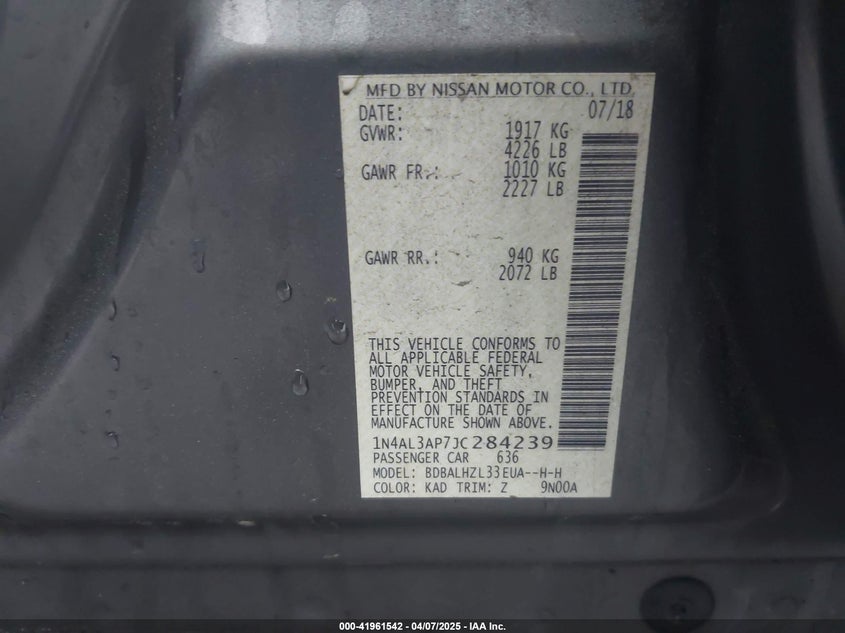 MFD BY NISSAN MOTOR CO., LTD.
DATE: 07/18
GVWR: 1917 KG
4226 LB
GAWR FR.: 1010 KG
2227 LB
GAWR RR.: 940 KG
2072 LB
THIS VEHICLE CONFORMS TO
ALL APPLICABLE FEDERAL
MOTOR VEHICLE SAFETY,
BUMPER, AND THEFT
PREVENTION STANDARDS IN
EFFECT ON THE DATE OF
MANUFACTURE SHOWN ABOVE.
1N4AL3AP7JC284239
PASSENGER CAR 636
MODEL: BDBALHZL33EUA--H-H
COLOR: KAD TRIM: Z 9N00A
000-41961542 - 04/07/2025 - IAA Inc.